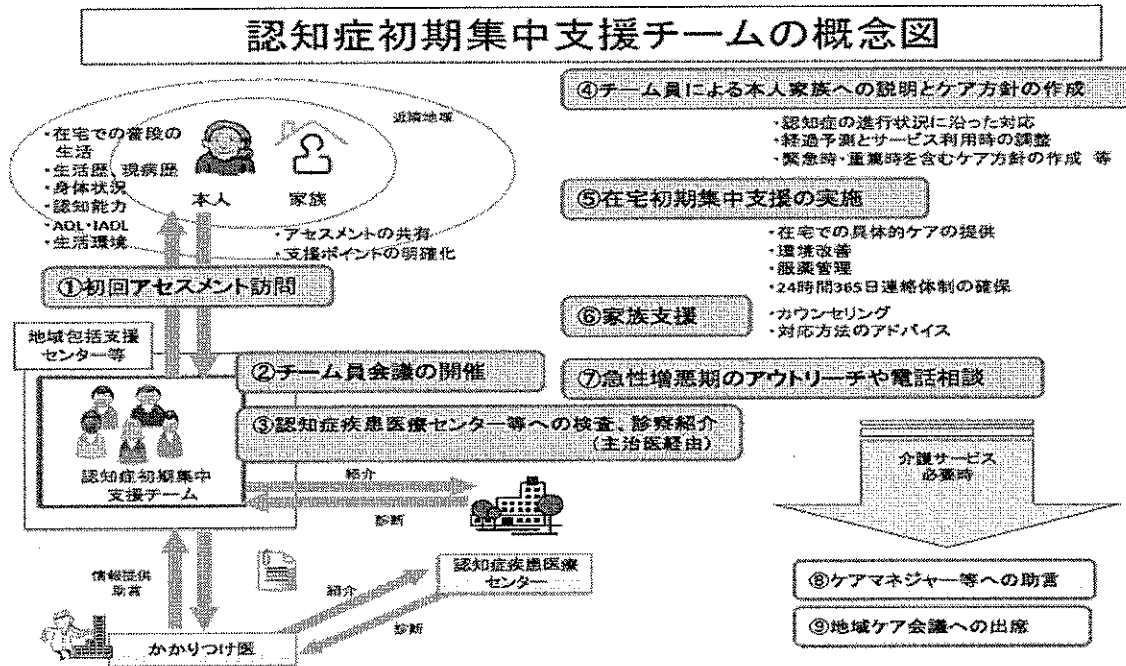 認知症初期集中支援チームの概念図
近隣地域
・在宅での普段の
生活
・生活歴、現病歴
・身体状況
・認知能力
・ADL・IADL
・生活環境
本人
家族
・アセスメントの共有
・支援ポイントの明確化
①初回アセスメント訪問
地域包括支援
センター等
②チーム員会議の開催
③認知症疾患医療センター等への検査、診察紹介
(主治医経由)
認知症初期集中
支援チーム
紹介
診断
情報提供
助言
紹介
診断
認知症疾患医療
センター
かかりつけ医
④チーム員による本人家族への説明とケア方針の作成
・認知症の進行状況に沿った対応
・経過予測とサービス利用時の調整
・緊急時・重篤時を含むケア方針の作成 等
⑤在宅初期集中支援の実施
・在宅での具体的ケアの提供
・環境改善
・服薬管理
・24時間365日連絡体制の確保
⑥家族支援
・カウンセリング
・対応方法のアドバイス
⑦急性増悪期のアウトリーチや電話相談
介護サービス
必要時
⑧ケアマネジャー等への助言
⑨地域ケア会議への出席